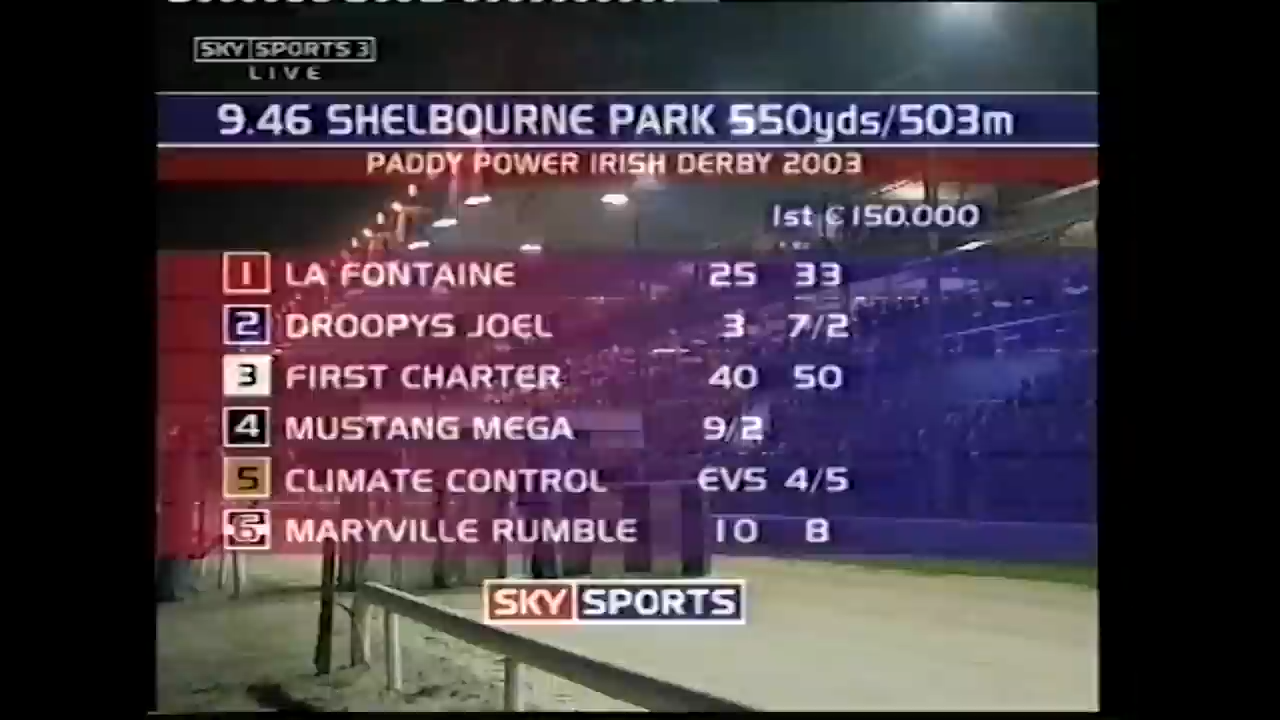 SKY SPORTS 3
LIVE
9.46 SHELBOURNE PARK 550yds/503m
PADDY POWER IRISH DERBY 2003
1st €150.000
1 LA FONTAINE 25 33
2 DROOPYS JOEL 3 7/2
3 FIRST CHARTER 40 50
4 MUSTANG MEGA 9/2
5 CLIMATE CONTROL EVS 4/5
6 MARYVILLE RUMBLE 10 8
SKY SPORTS